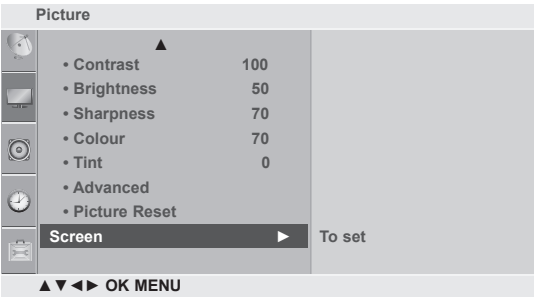 Picture
▲
• Contrast 100
• Brightness 50
• Sharpness 70
• Colour 70
• Tint 0
• Advanced
• Picture Reset
Screen ► To set
▲▼◄► OK MENU